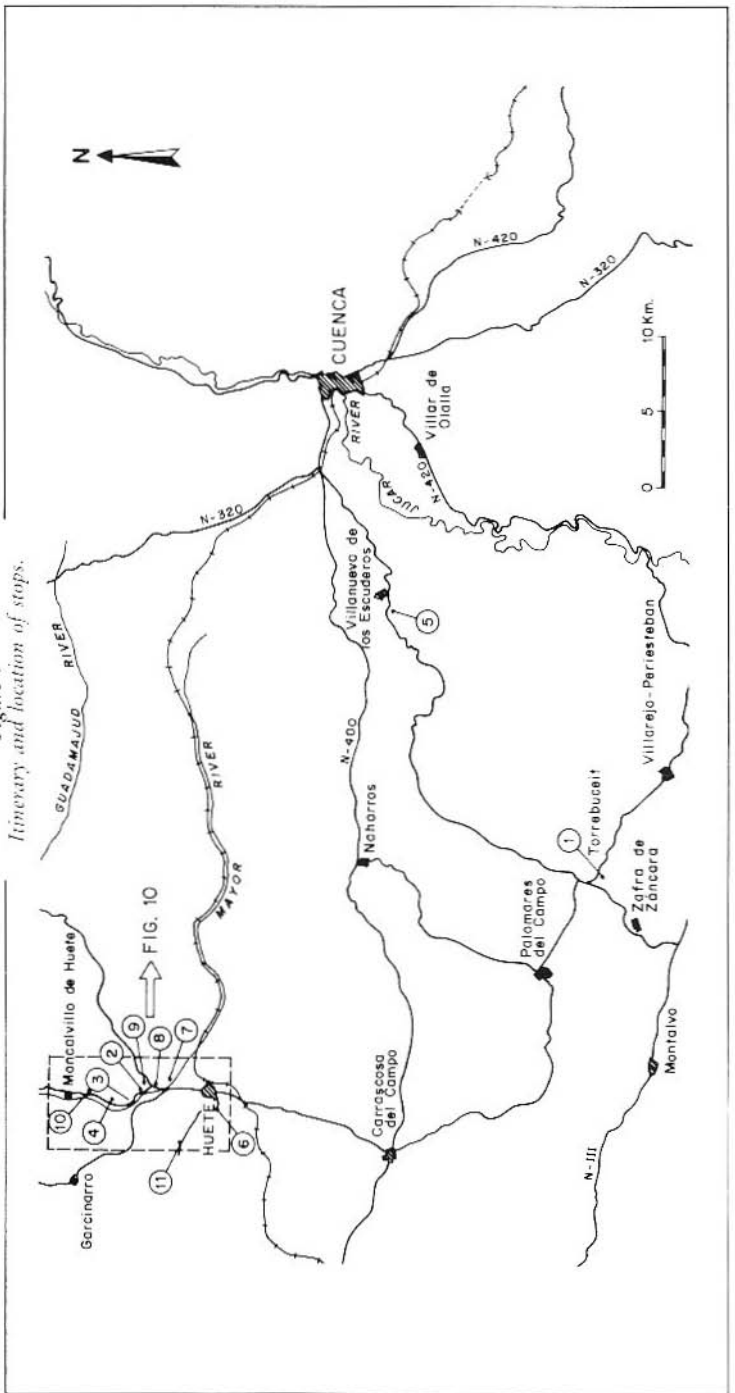 Itinerary and location of stops.
N
GUADAMAJUD RIVER
Moncalvillo de Huete
Garcinarro
FIG. 10
10
3
4
2
9
8
7
HUETE
6
11
MAYOR RIVER
N-320
CUENCA
N-400
JUCAR RIVER
Villar de
Olalla
N-420
N-420
N-320
Villanueva de
los Escuderos
5
Naharros
Carrascosa
del Campo
Palomares
del Campo
Torrebuceit
1
Zafra de
Záncara
Villarejo-Periesteban
Montalvo
N-III
0 5 10 Km.